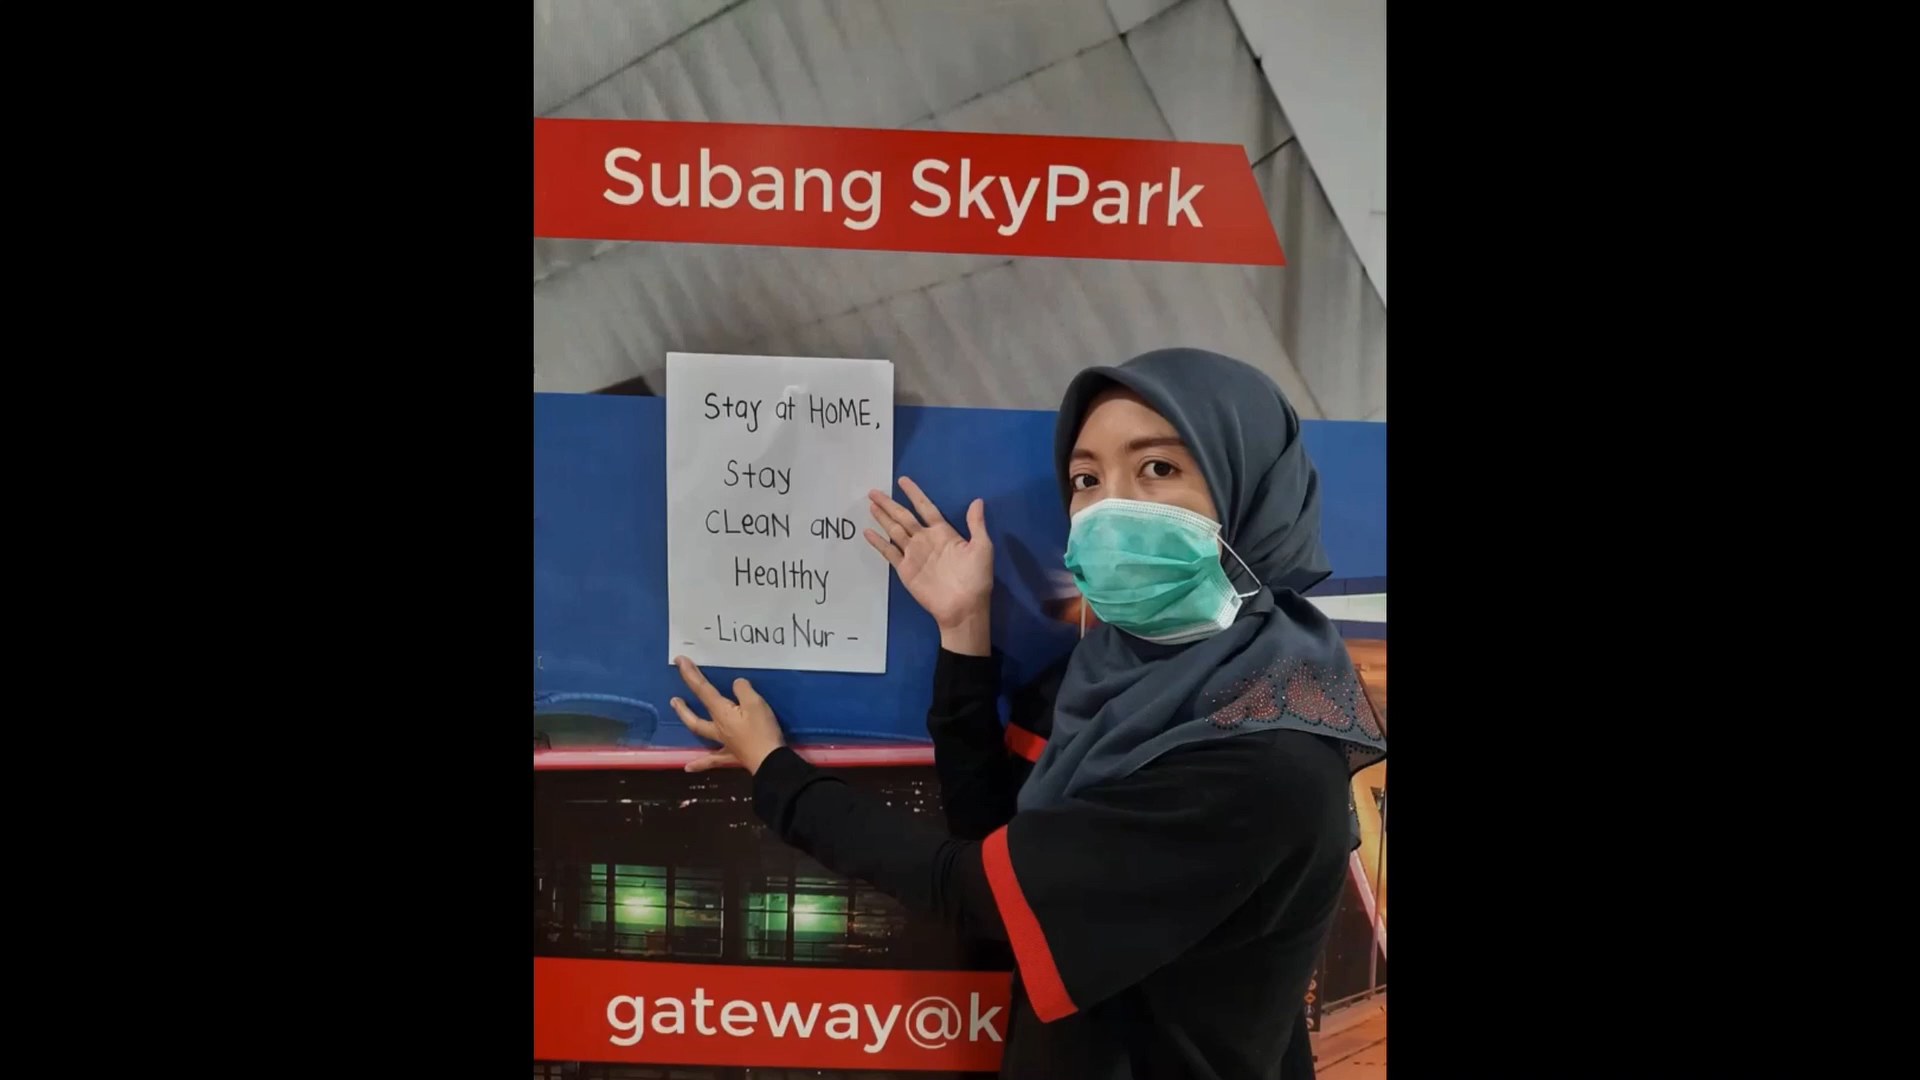 Subang SkyPark
Stay at HOME,
Stay
CLeaN aND
Healthy
- Liana Nur -
gateway@k